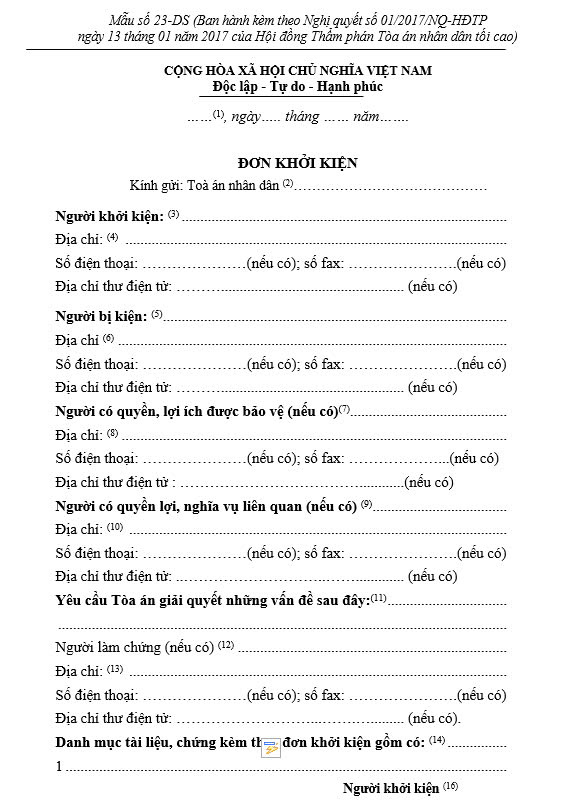 Mẫu số 23-DS (Ban hành kèm theo Nghị quyết số 01/2017/NQ-HĐTP
ngày 13 tháng 01 năm 2017 của Hội đồng Thẩm phán Tòa án nhân dân tối cao)
CỘNG HÒA XÃ HỘI CHỦ NGHĨA VIỆT NAM
Độc lập - Tự do - Hạnh phúc
……(1), ngày….. tháng …… năm…….
ĐƠN KHỞI KIỆN
Kính gửi: Toà án nhân dân (2)……………………………………
Người khởi kiện: (3) ........................................................................
Địa chỉ: (4) ........................................................................
Số điện thoại: …………………(nếu có); số fax: ………………….(nếu có)
Địa chỉ thư điện tử: ………............................................ (nếu có)
Người bị kiện: (5)........................................................................
Địa chỉ (6) ........................................................................
Số điện thoại: …………………(nếu có); số fax: ………………….(nếu có)
Địa chỉ thư điện tử: ………............................................ (nếu có)
Người có quyền, lợi ích được bảo vệ (nếu có)(7)......................................
Địa chỉ: (8) ........................................................................
Số điện thoại: …………………(nếu có); số fax: ………………...(nếu có)
Địa chỉ thư điện tử : …………………………………............(nếu có)
Người có quyền lợi, nghĩa vụ liên quan (nếu có) (9)..................................
Địa chỉ: (10) ........................................................................
Số điện thoại: …………………(nếu có); số fax: ………………….(nếu có)
Địa chỉ thư điện tử: ………………………………............. (nếu có)
Yêu cầu Tòa án giải quyết những vấn đề sau đây:(11)..............................
........................................................................
Người làm chứng (nếu có) (12) ..................................................
Địa chỉ: (13) ........................................................................
Số điện thoại: …………………(nếu có); số fax: ………………….(nếu có)
Địa chỉ thư điện tử: ………………………….…........... (nếu có).
Danh mục tài liệu, chứng kèm đơn khởi kiện gồm có: (14) ...............
1 ........................................................................
Người khởi kiện (16)